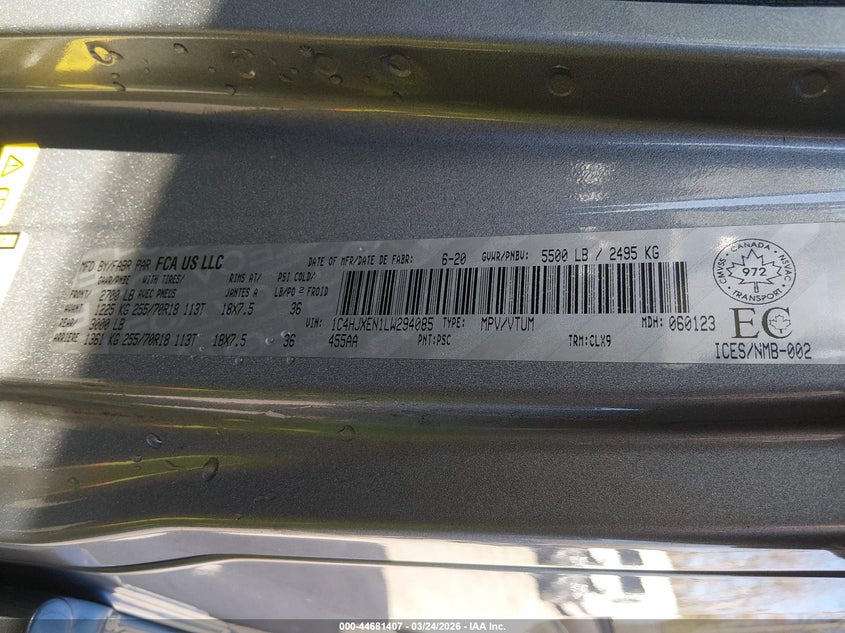 MFD BY/FABR PAR FCA US LLC DATE OF MFR/DATE DE FABR: 6-20 GVWR/PNBV: 5500 LB / 2495 KG
GAWR/PNBE WITH TIRES/ RIMS AT/ PSI COLD/
FRONT/ 2700 LB AVEC PNEUS JANTES A LB/PO² FROID
AVANT 1225 KG 255/70R18 113T 18X7.5 36
REAR/ 3000 LB
ARRIERE 1361 KG 255/70R18 113T 18X7.5 36
VIN: 1C4HJXEN1LW294085 TYPE: MPV/VTUM MDH: 060123
455AA PNT:PSC TRM:CLX9
CANADA
CMVSS NSVAC
972
TRANSPORT
EC
ICES/NMB-002
000-44681407 - 03/24/2026 - IAA Inc.